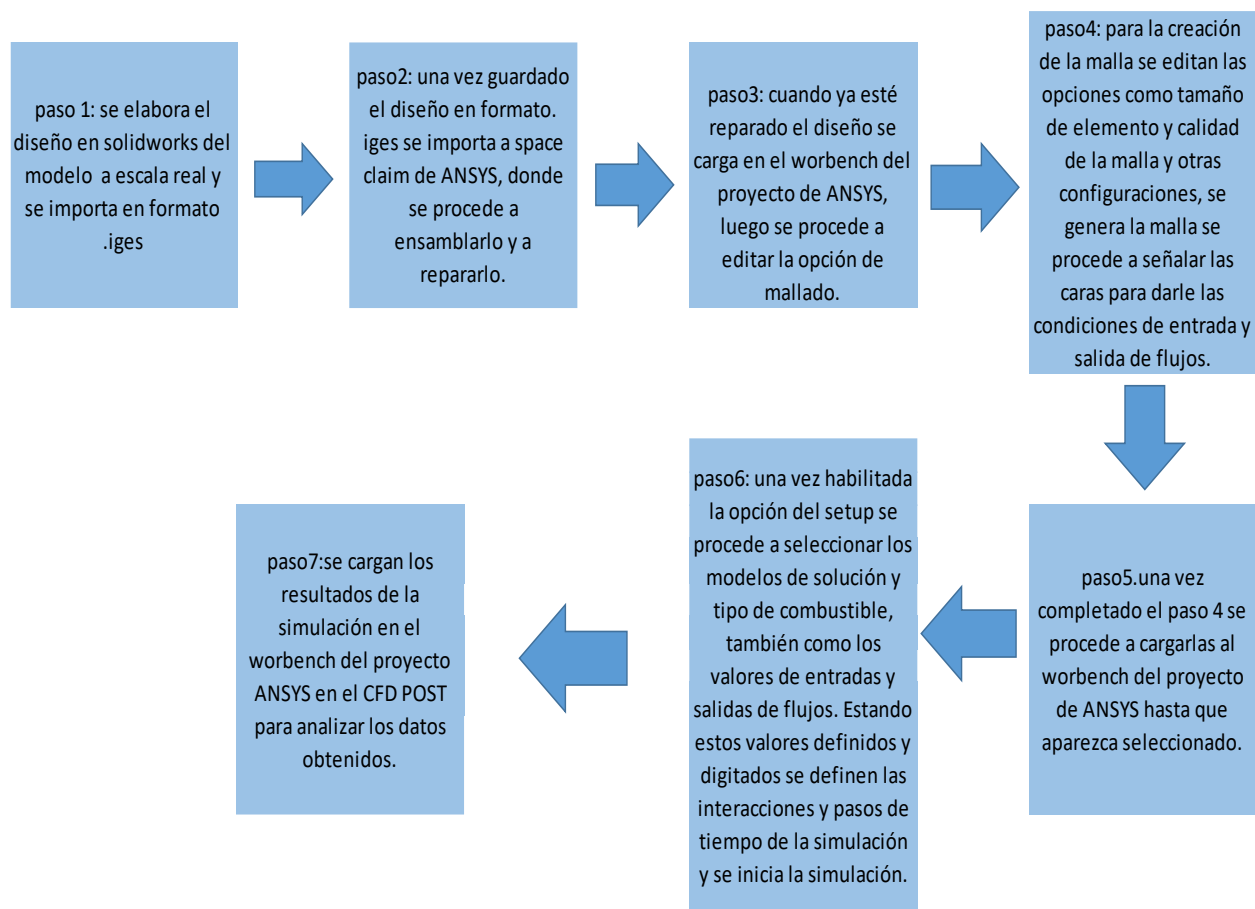 paso 1: se elabora el
diseño en solidworks del
modelo a escala real y
se importa en formato
.iges
paso2: una vez guardado
el diseño en formato.
iges se importa a space
claim de ANSYS, donde
se procede a
ensamblarlo y a
repararlo.
paso3: cuando ya esté
reparado el diseño se
carga en el worbench del
proyecto de ANSYS,
luego se procede a
editar la opción de
mallado.
paso4: para la creación
de la malla se editan las
opciones como tamaño
de elemento y calidad
de la malla y otras
configuraciones, se
genera la malla se
procede a señalar las
caras para darle las
condiciones de entrada y
salida de flujos.
paso5.una vez
completado el paso 4 se
procede a cargarlas al
worbench del proyecto
de ANSYS hasta que
aparezca seleccionado.
paso6: una vez habilitada
la opción del setup se
procede a seleccionar los
modelos de solución y
tipo de combustible,
también como los
valores de entradas y
salidas de flujos. Estando
estos valores definidos y
digitados se definen las
interacciones y pasos de
tiempo de la simulación
y se inicia la simulación.
paso7:se cargan los
resultados de la
simulación en el
worbench del proyecto
ANSYS en el CFD POST
para analizar los datos
obtenidos.